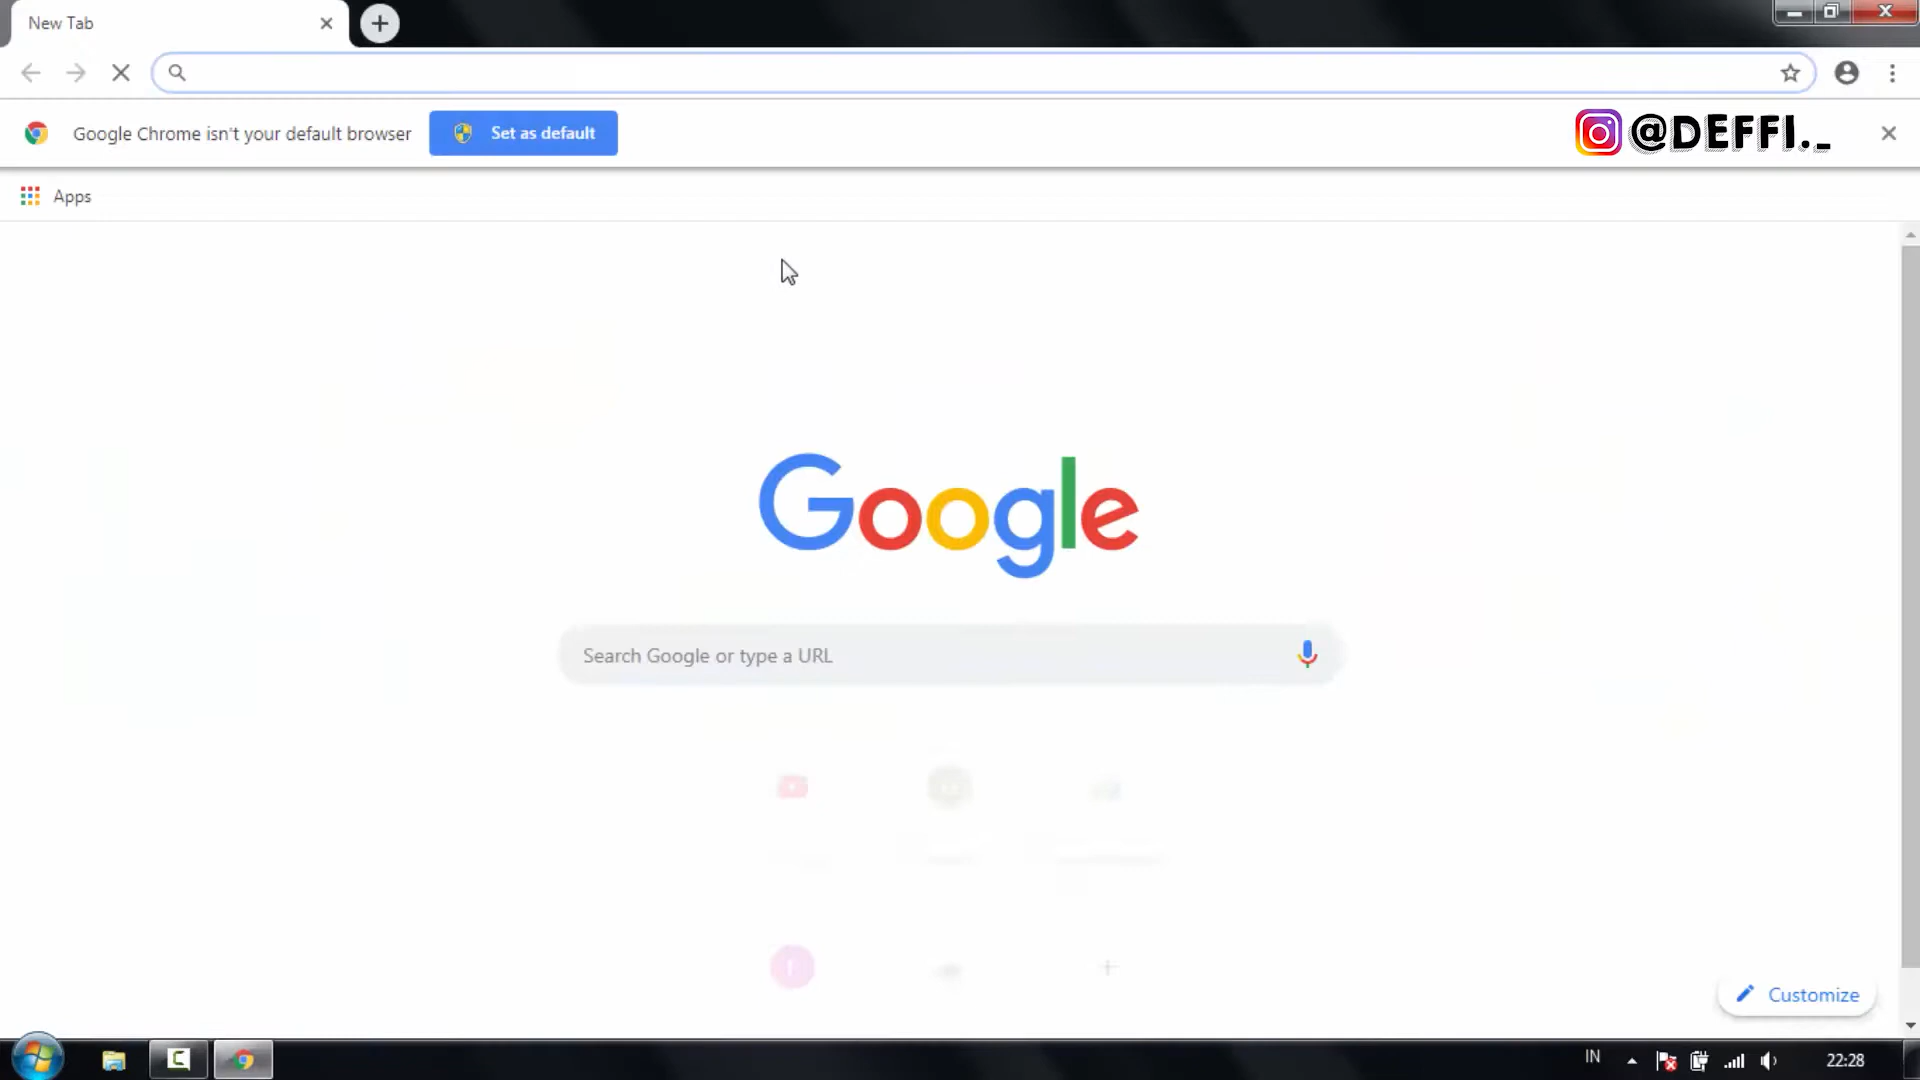 New Tab
Google Chrome isn't your default browser
Set as default
@DEFFI._
Apps
Google
Search Google or type a URL
Customize
IN
22:28